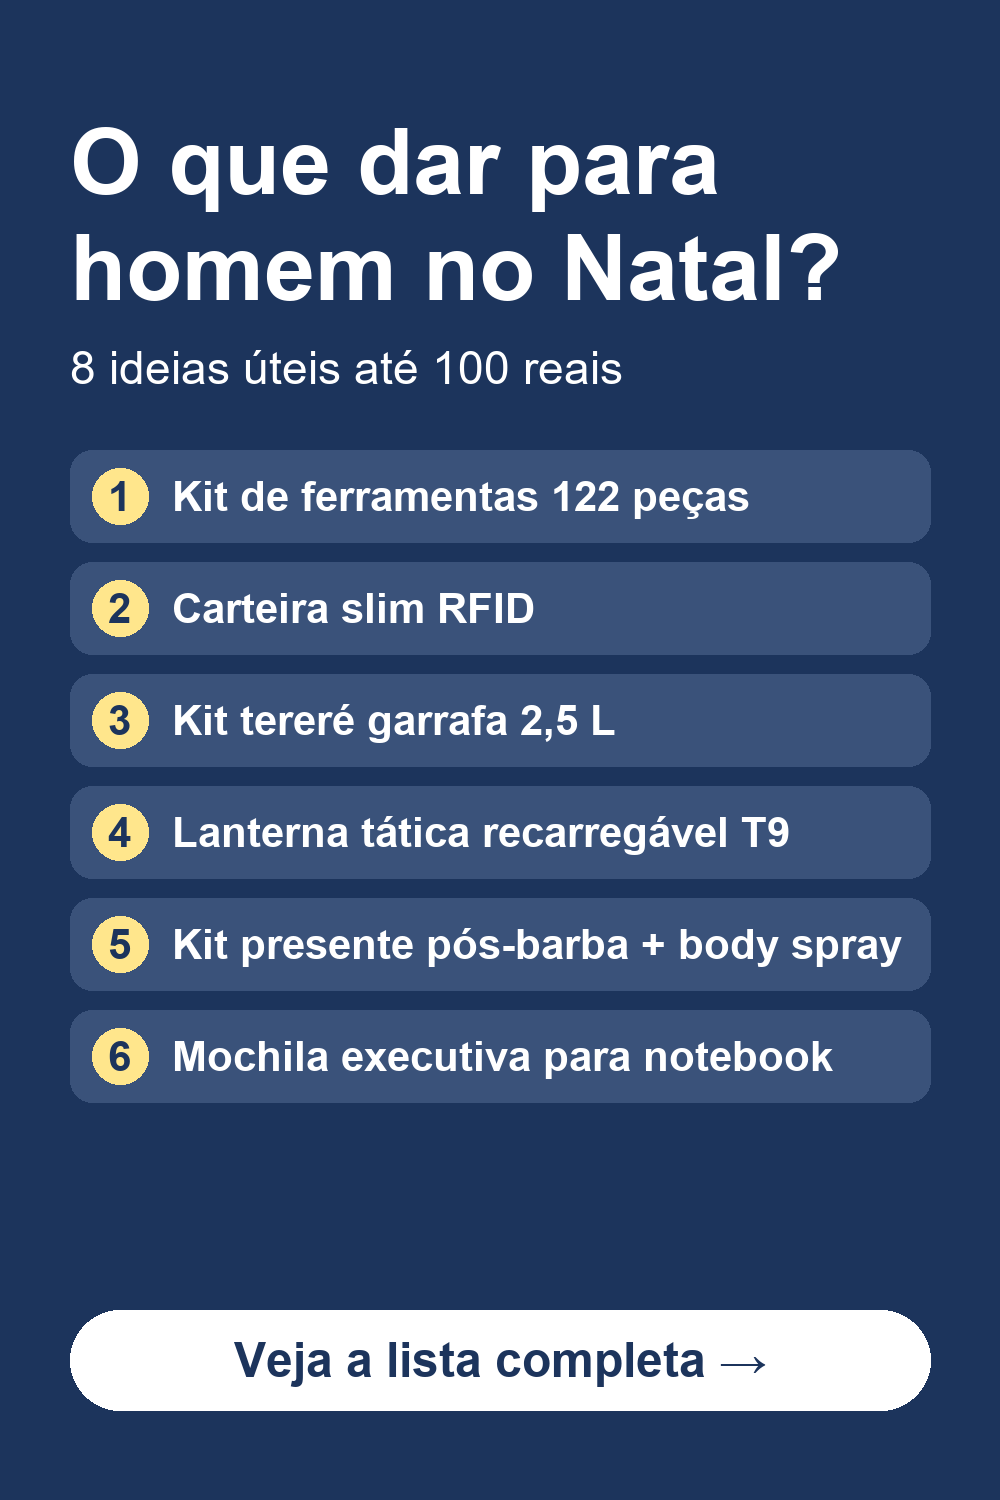 O que dar para
homem no Natal?
8 ideias úteis até 100 reais
1 Kit de ferramentas 122 peças
2 Carteira slim RFID
3 Kit tereré garrafa 2,5 L
4 Lanterna tática recarregável T9
5 Kit presente pós-barba + body spray
6 Mochila executiva para notebook
Veja a lista completa →